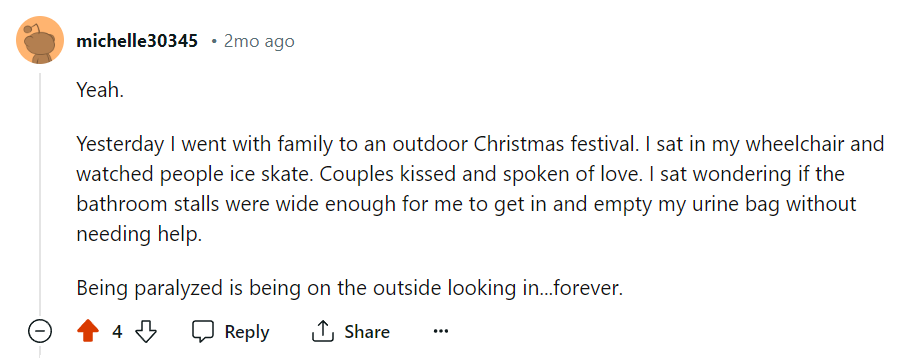 michelle30345 • 2mo ago
Yeah.
Yesterday I went with family to an outdoor Christmas festival. I sat in my wheelchair and
watched people ice skate. Couples kissed and spoken of love. I sat wondering if the
bathroom stalls were wide enough for me to get in and empty my urine bag without
needing help.
Being paralyzed is being on the outside looking in...forever.
4 Reply Share ...